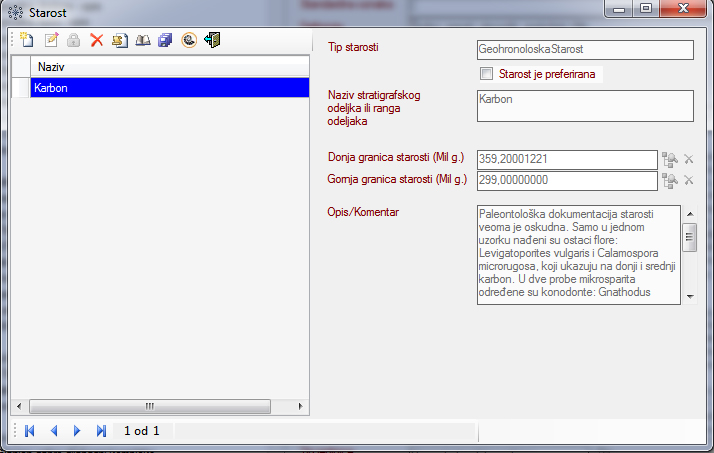 Starost
Naziv
Karbon
Tip starosti
GeohronoloskaStarost
Starost je preferirana
Naziv stratigrafskog
odeljka ili ranga
odeljaka
Karbon
Donja granica starosti (Mil g.)
359,20001221
Gornja granica starosti (Mil g.)
299,00000000
Opis/Komentar
Paleontološka dokumentacija starosti
veoma je oskudna. Samo u jednom
uzorku nađeni su ostaci flore:
Levigatoporites vulgaris i Calamospora
microrugosa, koji ukazuju na donji i srednji
karbon. U dve probe mikrosparita
određene su konodonte: Gnathodus
1 od 1